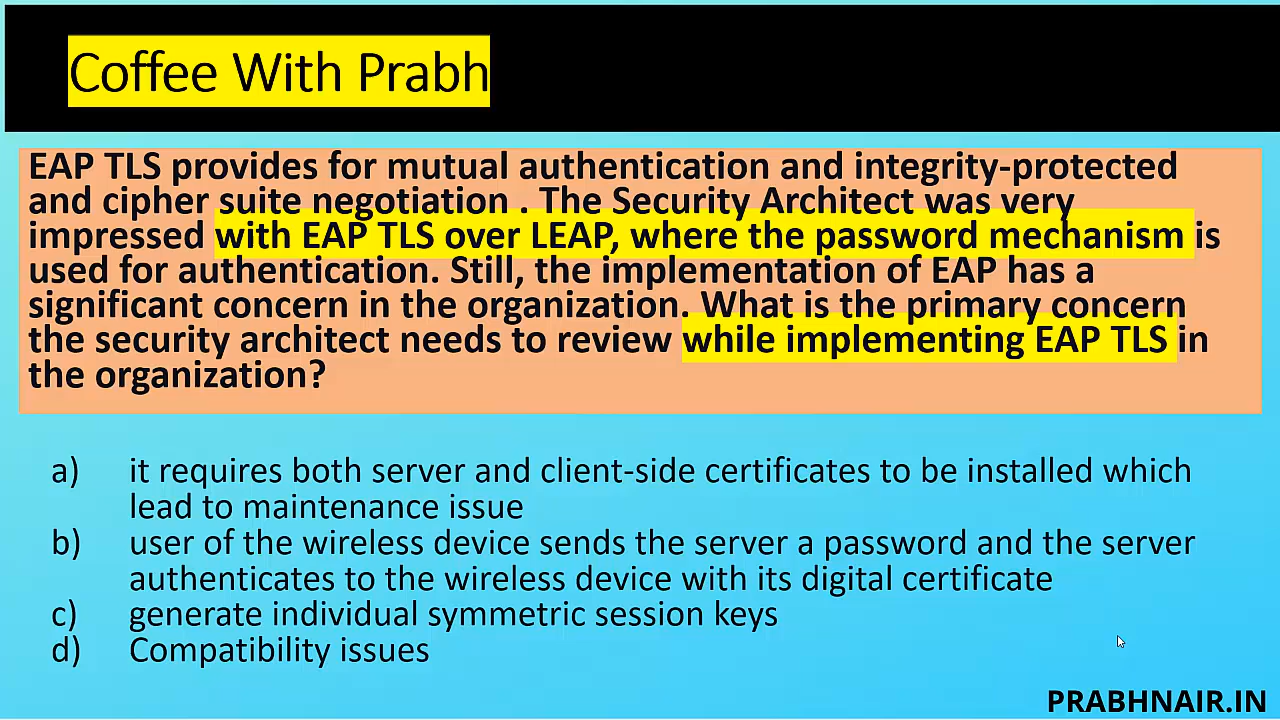 Coffee With Prabh
EAP TLS provides for mutual authentication and integrity-protected
and cipher suite negotiation . The Security Architect was very
impressed with EAP TLS over LEAP, where the password mechanism is
used for authentication. Still, the implementation of EAP has a
significant concern in the organization. What is the primary concern
the security architect needs to review while implementing EAP TLS in
the organization?
a) it requires both server and client-side certificates to be installed which
lead to maintenance issue
b) user of the wireless device sends the server a password and the server
authenticates to the wireless device with its digital certificate
c) generate individual symmetric session keys
d) Compatibility issues
PRABHNAIR.IN